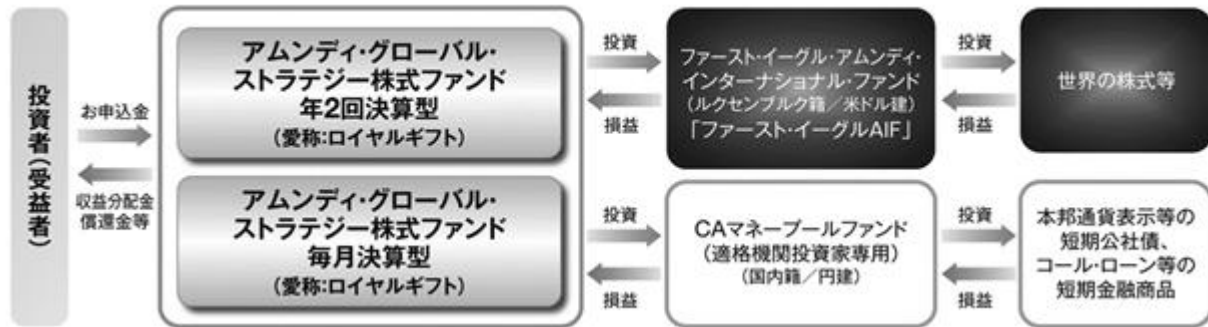 投資者(受益者)
お申込金
収益分配金
償還金等
アムンディ・グローバル・
ストラテジー株式ファンド
年2回決算型
(愛称:ロイヤルギフト)
アムンディ・グローバル・
ストラテジー株式ファンド
毎月決算型
(愛称:ロイヤルギフト)
投資
損益
ファースト・イーグル・アムンディ・
インターナショナル・ファンド
(ルクセンブルク籍/米ドル建)
「ファースト・イーグルAIF」
投資
損益
世界の株式等
投資
損益
CAマネープールファンド
(適格機関投資家専用)
(国内籍/円建)
投資
損益
本邦通貨表示等の
短期公社債、
コール・ローン等の
短期金融商品